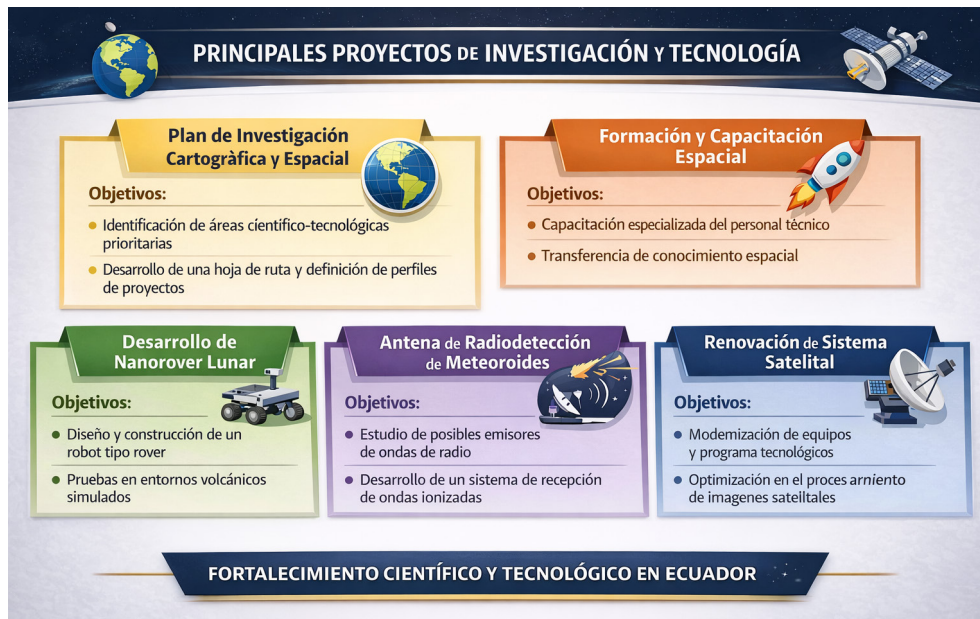 PRINCIPALES PROYECTOS DE INVESTIGACIÓN Y TECNOLOGÍA
Plan de Investigación
Cartogràfica y Espacial
Objetivos:
• Identificación de áreas científico-tecnológicas
prioritarias
• Desarrollo de una hoja de ruta y definición de perfiles
de proyectos
Formación y Capacitación
Espacial
Objetivos:
• Capacitación especializada del personal tècnico
• Transferencia de conocimiento espacial
Desarrollo de
Nanorover Lunar
Objetivos:
• Diseño y construcción de un
robot tipo rover
• Pruebas en entornos volcánicos
simulados
Antena de Radiodetección
de Meteoroides
Objetivos:
• Estudio de posibles emisores
de ondas de radio
• Desarrollo de un sistema de recepción
de ondas ionizadas
Renovación de Sistema
Satelital
Objetivos:
• Modemización de equipos
y programa tecnológicos
• Optimización en el proces arniento
de imagenes sateiltales
FORTALECIMIENTO CIENTÍFICO Y TECNOLÓGICO EN ECUADOR